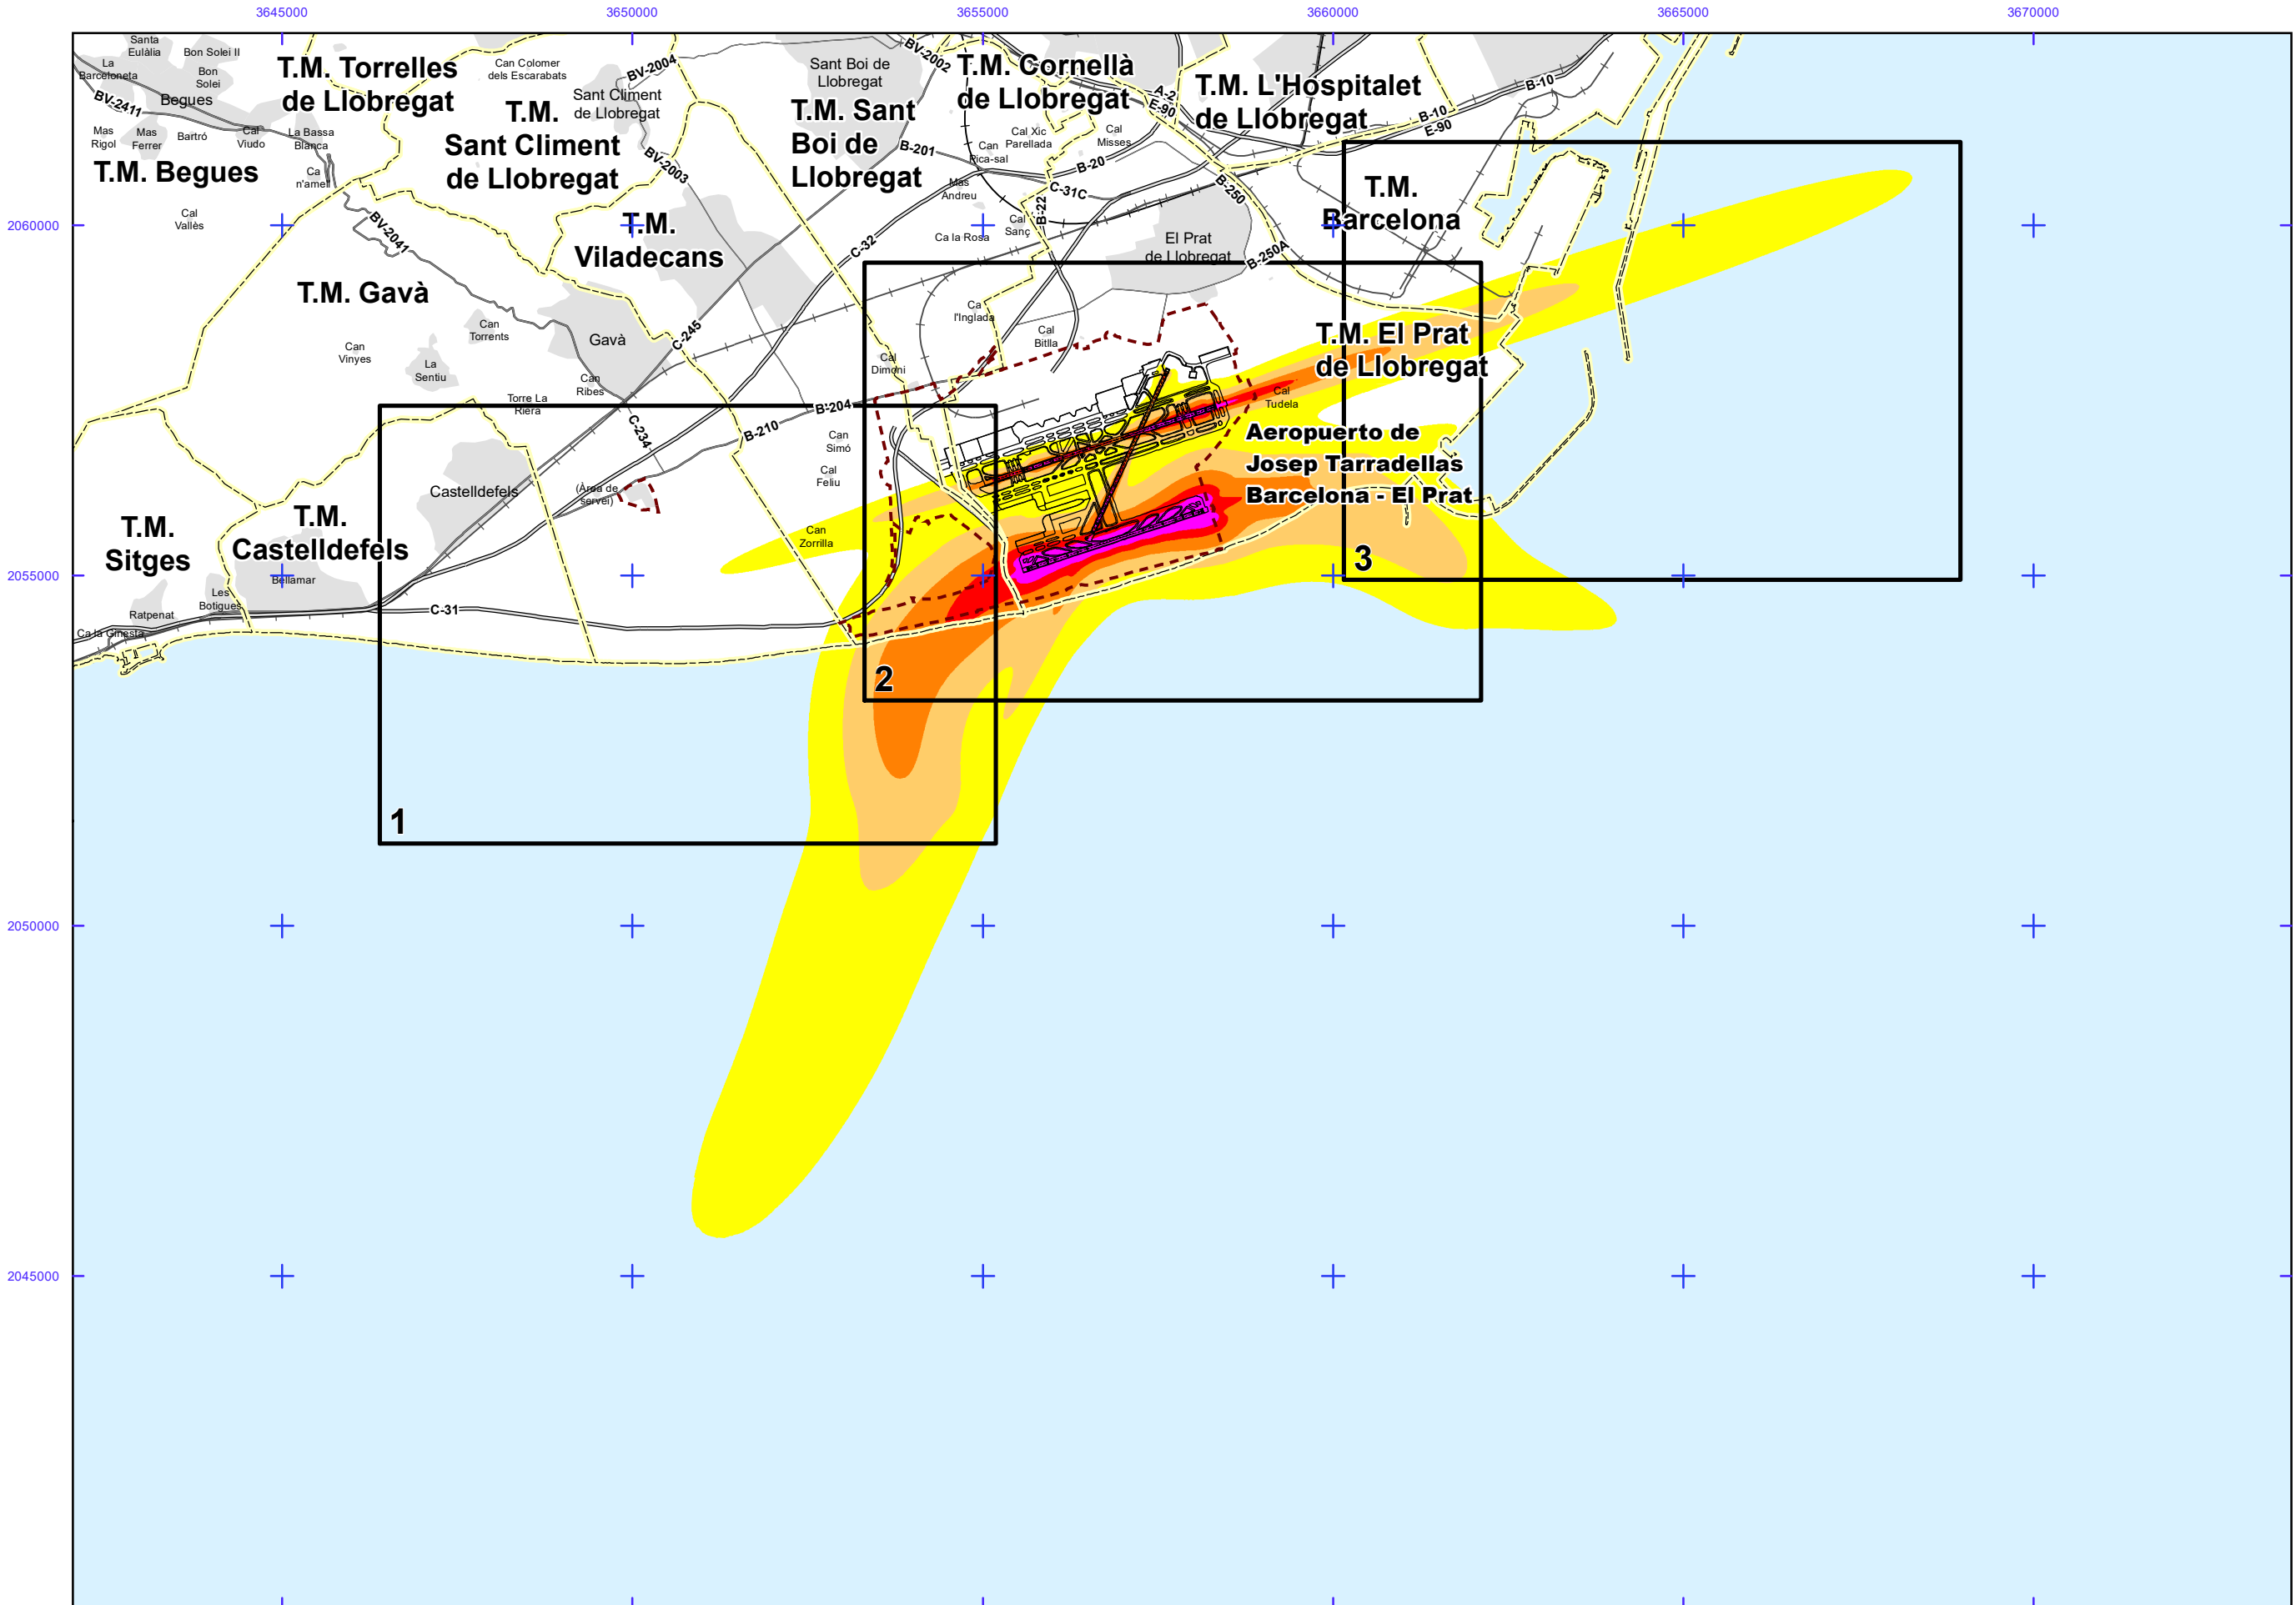 3645000
3650000
3655000
3660000
3665000
3670000
2060000
2055000
2050000
2045000
Santa
Eulàlia
Bon Solei II
La
Barceloneta
Bon
Solei
Begues
BV-2411
Mas
Rigol
Mas
Ferrer
Bartró
Cal
Viudo
La Bassa
Blanca
Ca
n'amell
T.M. Begues
Cal
Vallès
T.M. Torrelles
de Llobregat
Can Colomer
dels Escarabats
BV-2004
Sant Climent
de Llobregat
T.M.
Sant Climent
de Llobregat
BV-2003
BV-2041
T.M.
Viladecans
T.M. Gavà
Sant Boi de
Llobregat
BV-2002
T.M. Sant
Boi de
Llobregat
B-201
T.M. Cornellà
de Llobregat
A-2
E-90
T.M. L'Hospitalet
de Llobregat
B-10
B-10
E-90
Cal Xic
Parellada
Cal
Misses
Can
Pica-sal
B-20
C-31C
Mas
Andreu
B-22
B-250
Cal
Sanç
Ca la Rosa
C-32
El Prat
de Llobregat
B-250A
T.M.
Barcelona
Can
Torrents
Can
Vinyes
La
Sentiu
Gavà
C-245
Can
Ribes
Torre La
Riera
C-234
B-204
B-210
Ca
l'Inglada
Cal
Bitlla
Cal
Dimoni
T.M. El Prat
de Llobregat
Cal
Tudela
Aeropuerto de
Josep Tarradellas
Barcelona - El Prat
Can
Simó
Cal
Feliu
Castelldefels
(Àrea de
servei)
Can
Zorrilla
T.M.
Sitges
T.M.
Castelldefels
Bellamar
Les
Botigues
Ratpenat
Ca la Ginesta
C-31
3
2
1